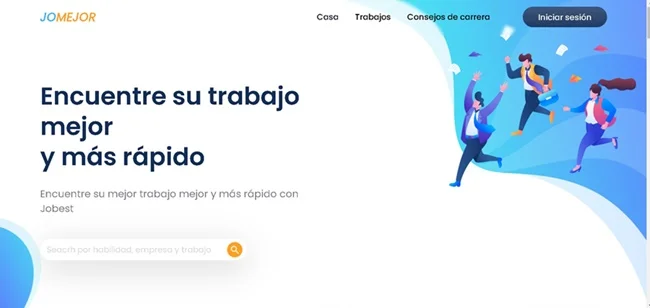 JOMEJOR
Casa Trabajos Consejos de carrera Iniciar sesión
Encuentre su trabajo
mejor
y más rápido
Encuentre su mejor trabajo mejor y más rápido con
Jobest
Seacrh por habilidad, empresa y trabajo